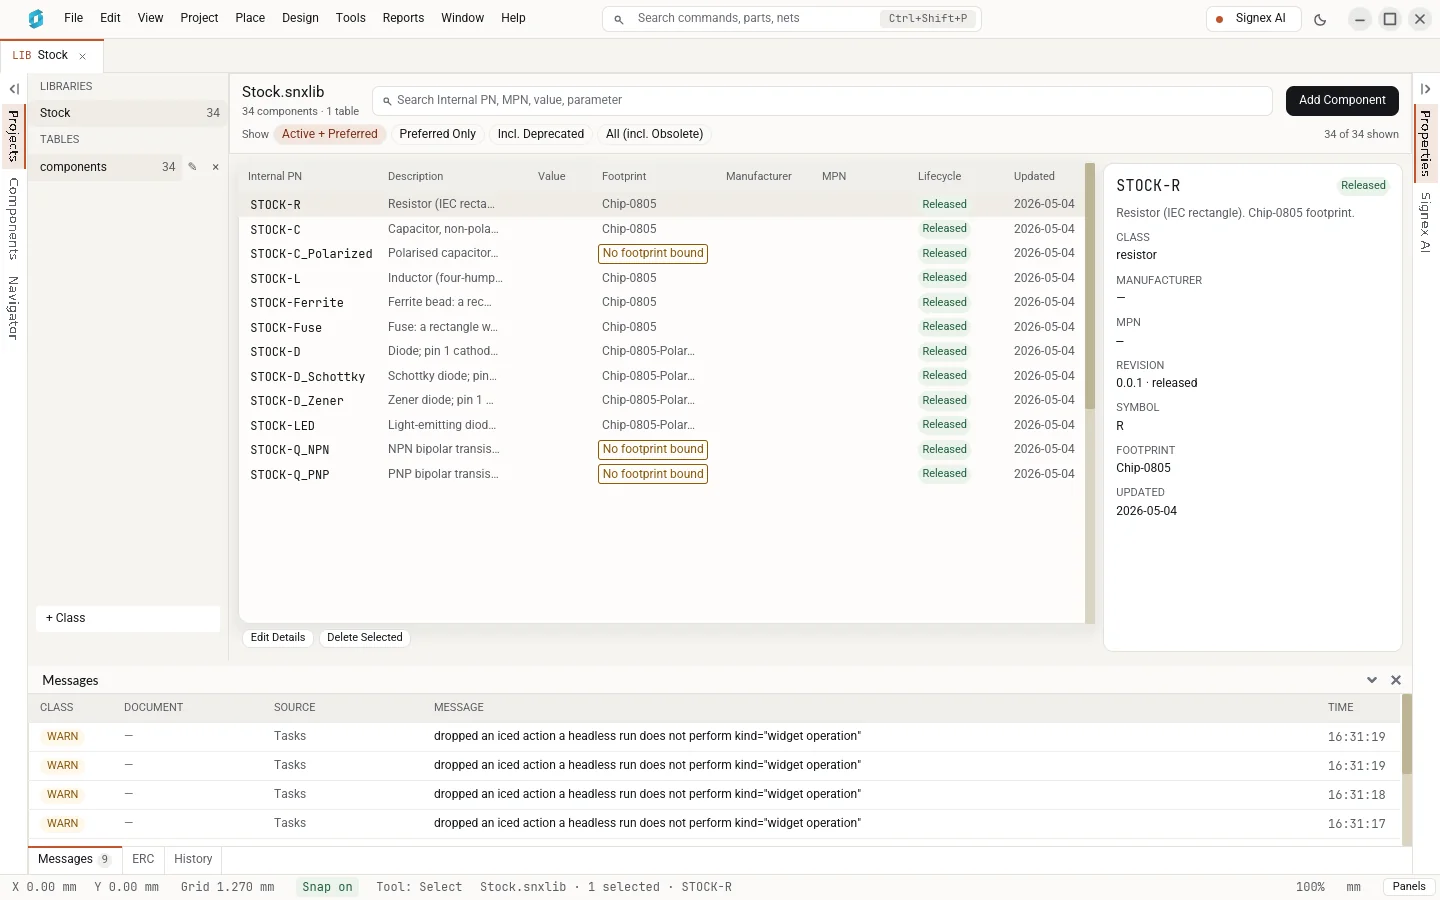 File Edit View Project Place Design Tools Reports Window Help
Search commands, parts, nets Ctrl+Shift+P
Signex AI
LIB Stock ×
Projects
Components
Navigator
LIBRARIES
Stock 34
TABLES
components 34
+ Class
Stock.snxlib
34 components · 1 table
Search Internal PN, MPN, value, parameter
Add Component
Show Active + Preferred Preferred Only Incl. Deprecated All (incl. Obsolete)
34 of 34 shown
Internal PN Description Value Footprint Manufacturer MPN Lifecycle Updated
STOCK-R Resistor (IEC recta... Chip-0805 Released 2026-05-04
STOCK-C Capacitor, non-pola... Chip-0805 Released 2026-05-04
STOCK-C_Polarized Polarised capacitor... No footprint bound Released 2026-05-04
STOCK-L Inductor (four-hump... Chip-0805 Released 2026-05-04
STOCK-Ferrite Ferrite bead: a rec... Chip-0805 Released 2026-05-04
STOCK-Fuse Fuse: a rectangle w... Chip-0805 Released 2026-05-04
STOCK-D Diode; pin 1 cathod... Chip-0805-Polar... Released 2026-05-04
STOCK-D_Schottky Schottky diode; pin... Chip-0805-Polar... Released 2026-05-04
STOCK-D_Zener Zener diode; pin 1 ... Chip-0805-Polar... Released 2026-05-04
STOCK-LED Light-emitting diod... Chip-0805-Polar... Released 2026-05-04
STOCK-Q_NPN NPN bipolar transis... No footprint bound Released 2026-05-04
STOCK-Q_PNP PNP bipolar transis... No footprint bound Released 2026-05-04
Edit Details Delete Selected
STOCK-R Released
Resistor (IEC rectangle). Chip-0805 footprint.
CLASS
resistor
MANUFACTURER
—
MPN
—
REVISION
0.0.1 · released
SYMBOL
R
FOOTPRINT
Chip-0805
UPDATED
2026-05-04
Properties
Signex AI
Messages
CLASS DOCUMENT SOURCE MESSAGE TIME
WARN — Tasks dropped an iced action a headless run does not perform kind="widget operation" 16:31:19
WARN — Tasks dropped an iced action a headless run does not perform kind="widget operation" 16:31:19
WARN — Tasks dropped an iced action a headless run does not perform kind="widget operation" 16:31:18
WARN — Tasks dropped an iced action a headless run does not perform kind="widget operation" 16:31:17
Messages 9 ERC History
X 0.00 mm Y 0.00 mm Grid 1.270 mm Snap on Tool: Select Stock.snxlib · 1 selected · STOCK-R 100% mm Panels